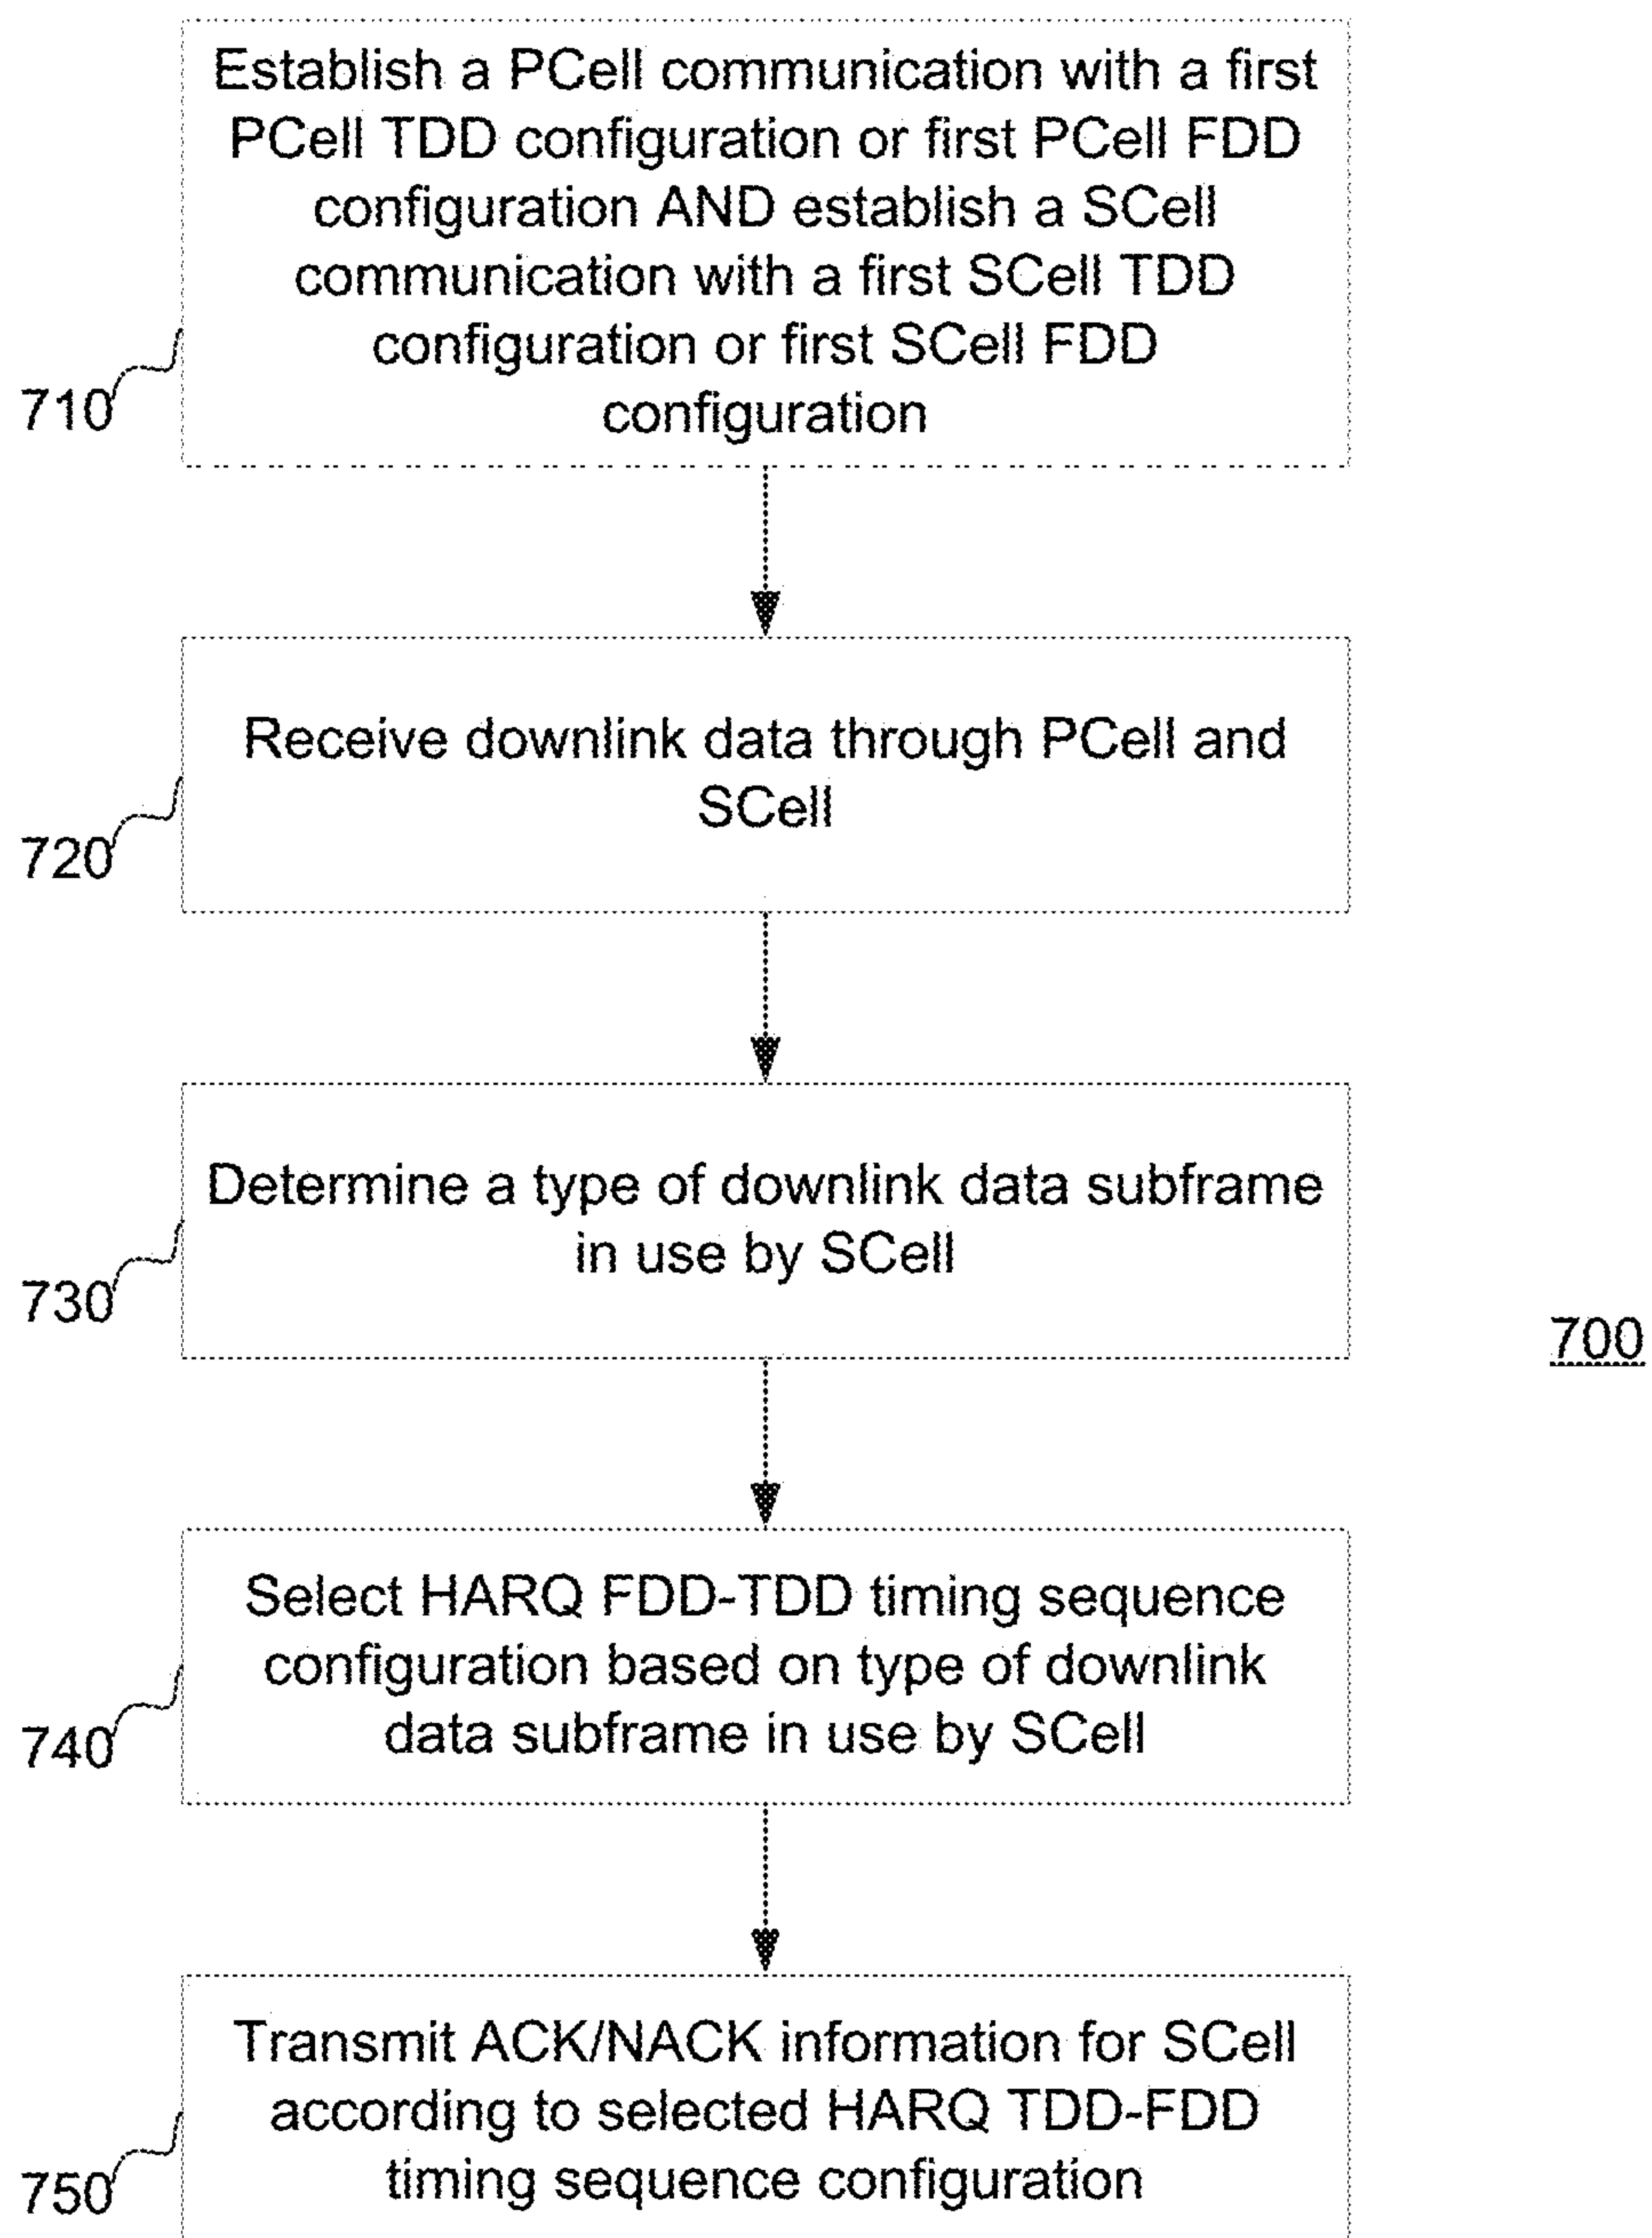 Establish a PCell communication with a first
PCell TDD configuration or first PCell FDD
configuration AND establish a SCell
communication with a first SCell TDD
configuration or first SCell FDD
configuration
710
Receive downlink data through PCell and
SCell
720
Determine a type of downlink data subframe
in use by SCell
730
700
Select HARQ FDD-TDD timing sequence
configuration based on type of downlink
data subframe in use by SCell
740
Transmit ACK/NACK information for SCell
according to selected HARQ TDD-FDD
timing sequence configuration
750